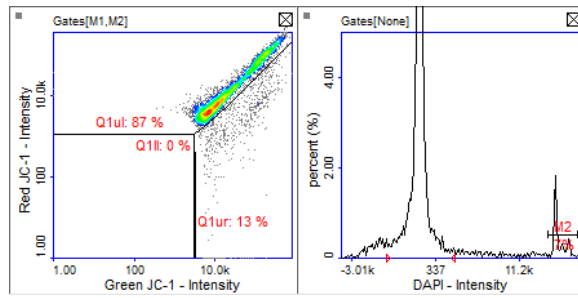 Gates[M1,M2]
Red JC-1 - Intensity
10.0k
100
1.00
Q1ul: 87 %
Q1ll: 0 %
Q1ur: 13 %
1.00
100
10.0k
Green JC-1 - Intensity
Gates[None]
percent (%)
4.00
2.00
0.00
M2
7%
-3.01k
337
11.2k
DAPI - Intensity